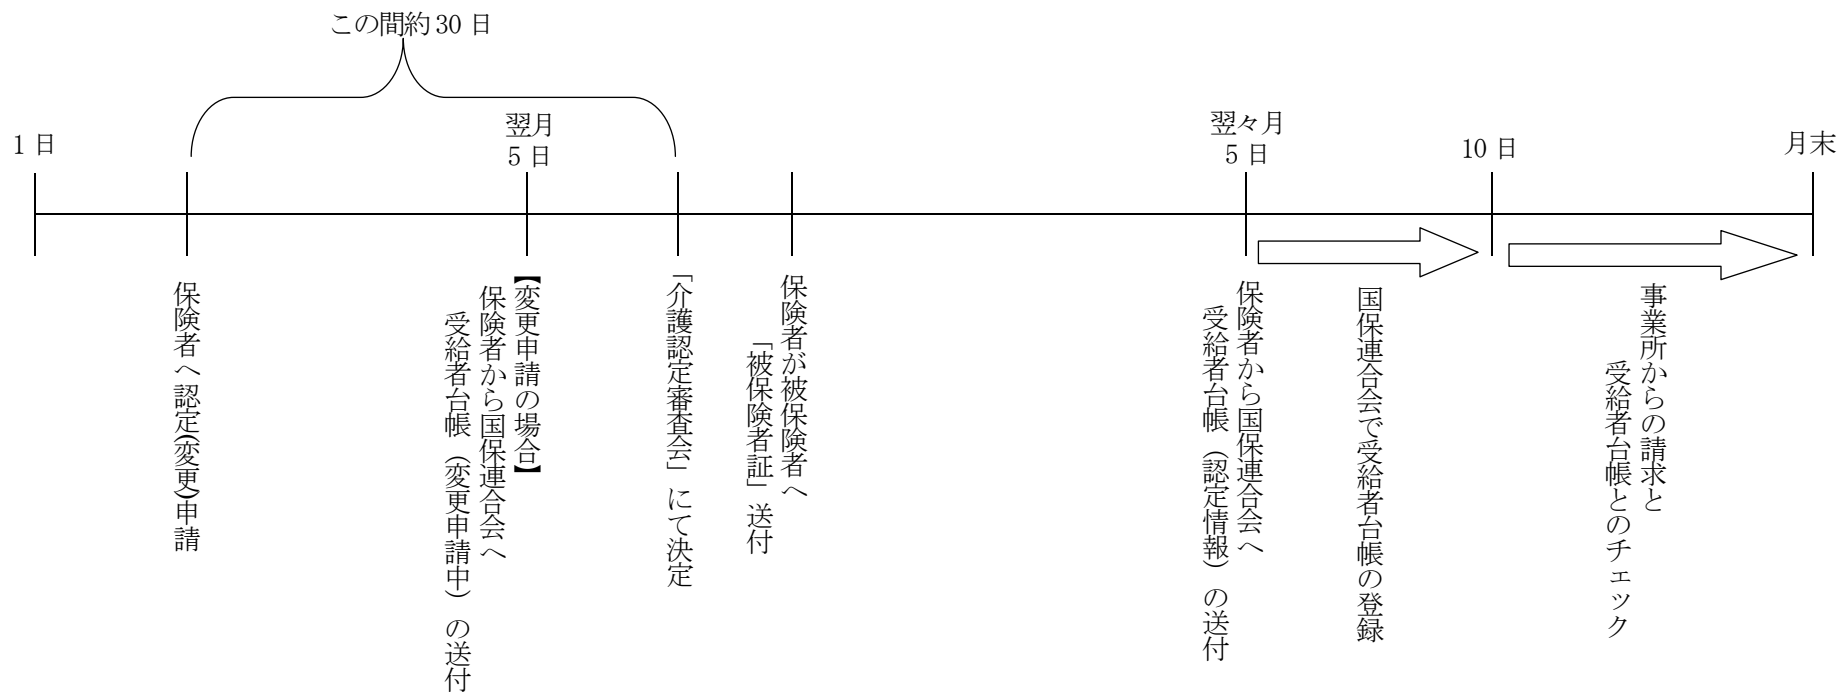 この間約30日
1日
翌月
5日
翌々月
5日
10日
月末
保険者へ認定(変更)申請
【変更申請の場合】
保険者から国保連合会へ
受給者台帳（変更申請中）の送付
「介護認定審査会」にて決定
保険者が被保険者へ
「被保険者証」送付
保険者から国保連合会へ
受給者台帳（認定情報）の送付
国保連合会で受給者台帳の登録
事業所からの請求と
受給者台帳とのチェック